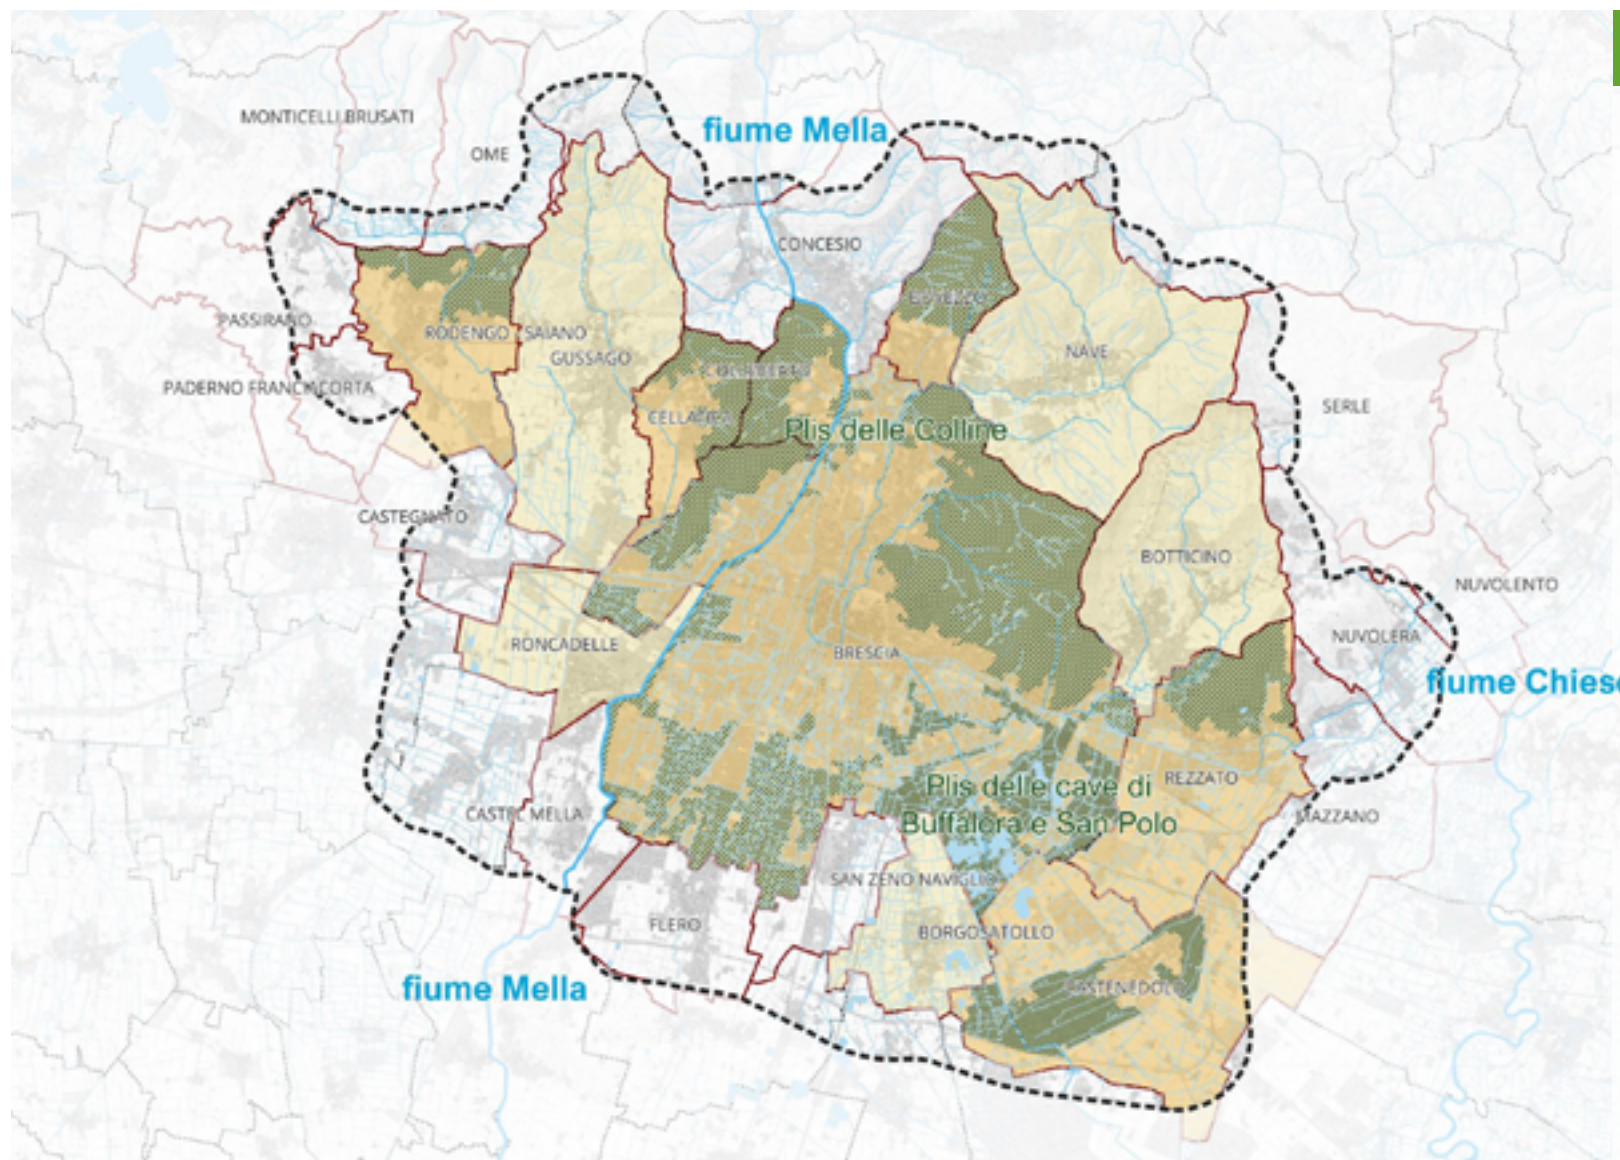 MONTICELLI BRUSATI
fiume Mella
OME
CONCESIO
BOVEZZO
PASSIRANO
RODENGO - SAIANO
GUSSAGO
NAVE
PADERNO FRANCIACORTA
COLLEBEATO
CELLATICA
SERLE
Plis delle Colline
CASTEGNATO
BOTTICINO
NUVOLENTO
NUVOLERA
RONCADELLE
BRESCIA
fiume Chiese
REZZATO
Plis delle cave di
Buffalora e San Polo
CASTEL MELLA
MAZZANO
SAN ZENO NAVIGLIO
FLERO
BORGOSATOLLO
CASTENEDOLO
fiume Mella